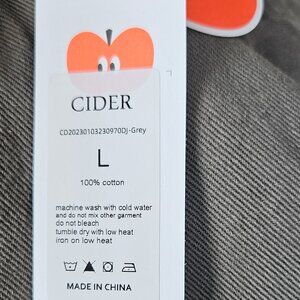 CIDER
CD20230103230970DJ-Grey
L
100% cotton
machine wash with cold water
and do not mix other garment
do not bleach
tumble dry with low heat
iron on low heat
MADE IN CHINA